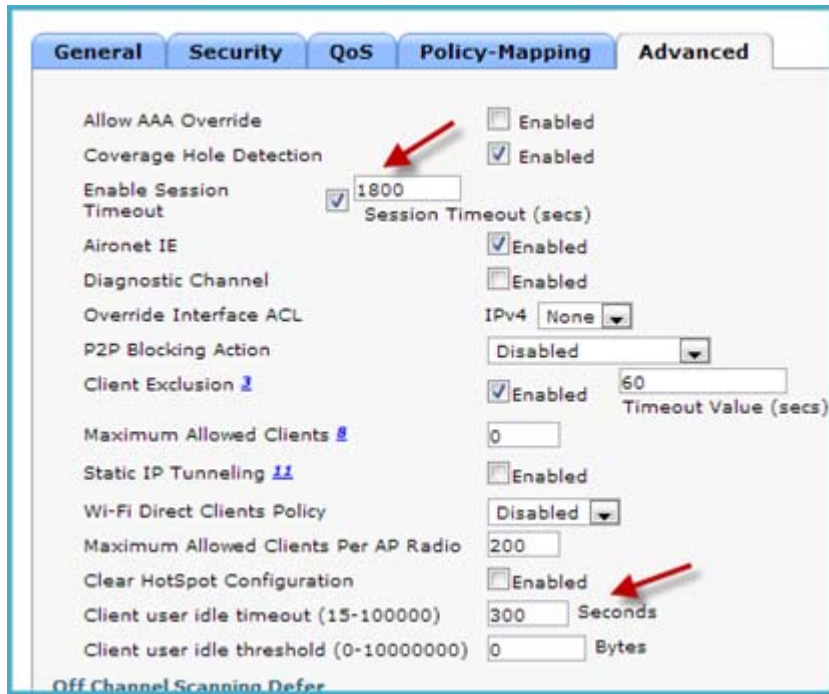 General Security QoS Policy-Mapping Advanced
Allow AAA Override Enabled
Coverage Hole Detection Enabled
Enable Session Timeout 1800
Session Timeout (secs)
Aironet IE Enabled
Diagnostic Channel Enabled
Override Interface ACL IPv4 None
P2P Blocking Action Disabled
Client Exclusion 3 Enabled 60
Timeout Value (secs)
Maximum Allowed Clients 8 0
Static IP Tunneling 11 Enabled
Wi-Fi Direct Clients Policy Disabled
Maximum Allowed Clients Per AP Radio 200
Clear HotSpot Configuration Enabled
Client user idle timeout (15-100000) 300 Seconds
Client user idle threshold (0-10000000) 0 Bytes
Off Channel Scanning Defer